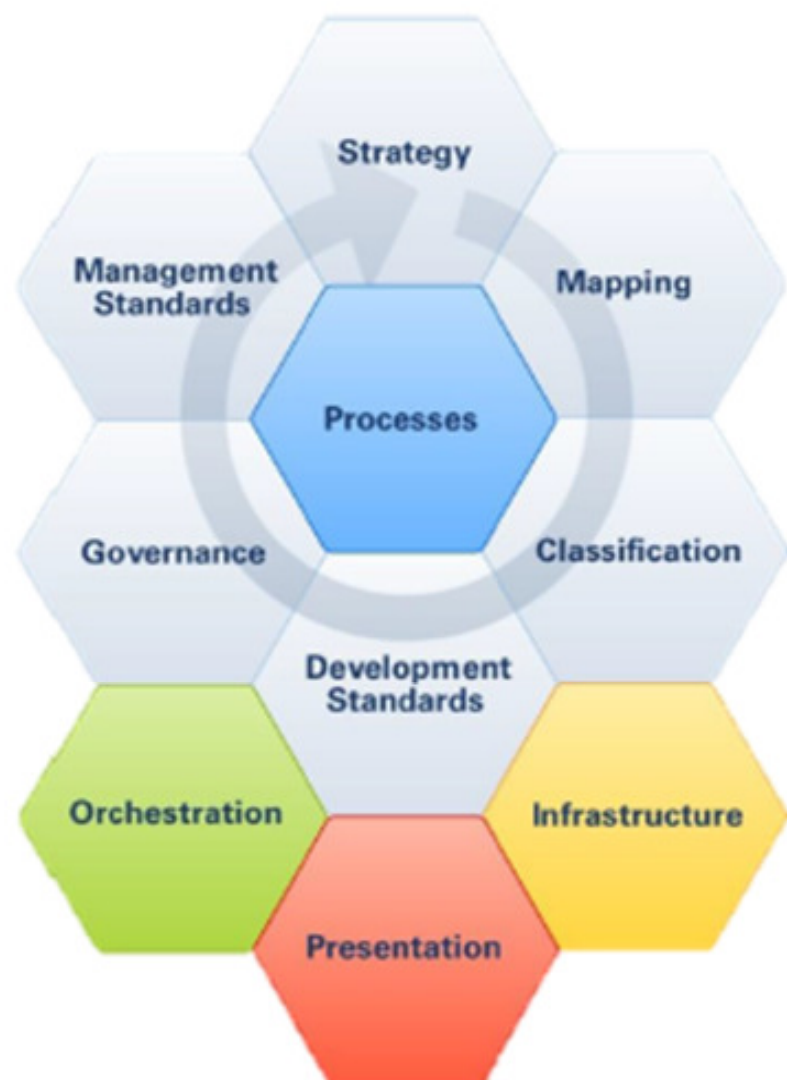 Strategy
Management
Standards
Mapping
Processes
Governance
Classification
Development
Standards
Orchestration
Infrastructure
Presentation